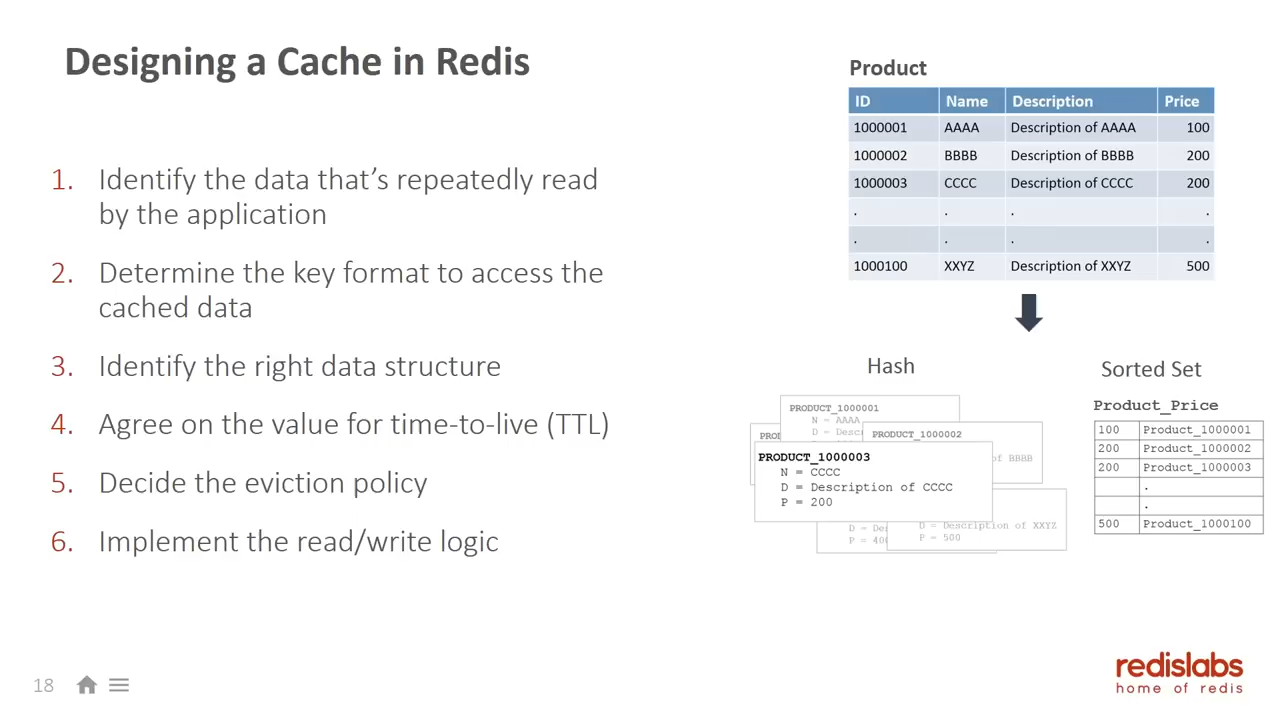 Designing a Cache in Redis
1. Identify the data that's repeatedly read
by the application
2. Determine the key format to access the
cached data
3. Identify the right data structure
4. Agree on the value for time-to-live (TTL)
5. Decide the eviction policy
6. Implement the read/write logic
Product
ID Name Description Price
1000001 AAAA Description of AAAA 100
1000002 BBBB Description of BBBB 200
1000003 CCCC Description of CCCC 200
. . . .
. . . .
1000100 XXYZ Description of XXYZ 500
Hash
PRODUCT_1000001
N = AAAA
D =
PRODUCT_1000002
of BBBB
PRODUCT_1000003
N = CCCC
D = Description of CCCC
P = 200
D =
P =
D = Description of XXYZ
P = 500
Sorted Set
Product_Price
100 Product_1000001
200 Product_1000002
200 Product_1000003
.
.
500 Product_1000100
18
redislabs
home of redis